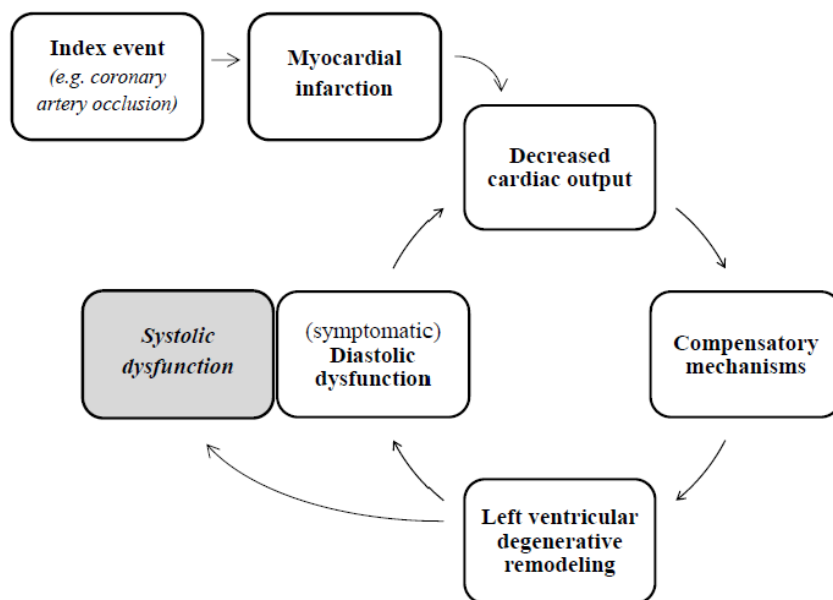 Index event
(e.g. coronary
artery occlusion)
Myocardial
infarction
Decreased
cardiac output
Systolic
dysfunction
(symptomatic)
Diastolic
dysfunction
Compensatory
mechanisms
Left ventricular
degenerative
remodeling